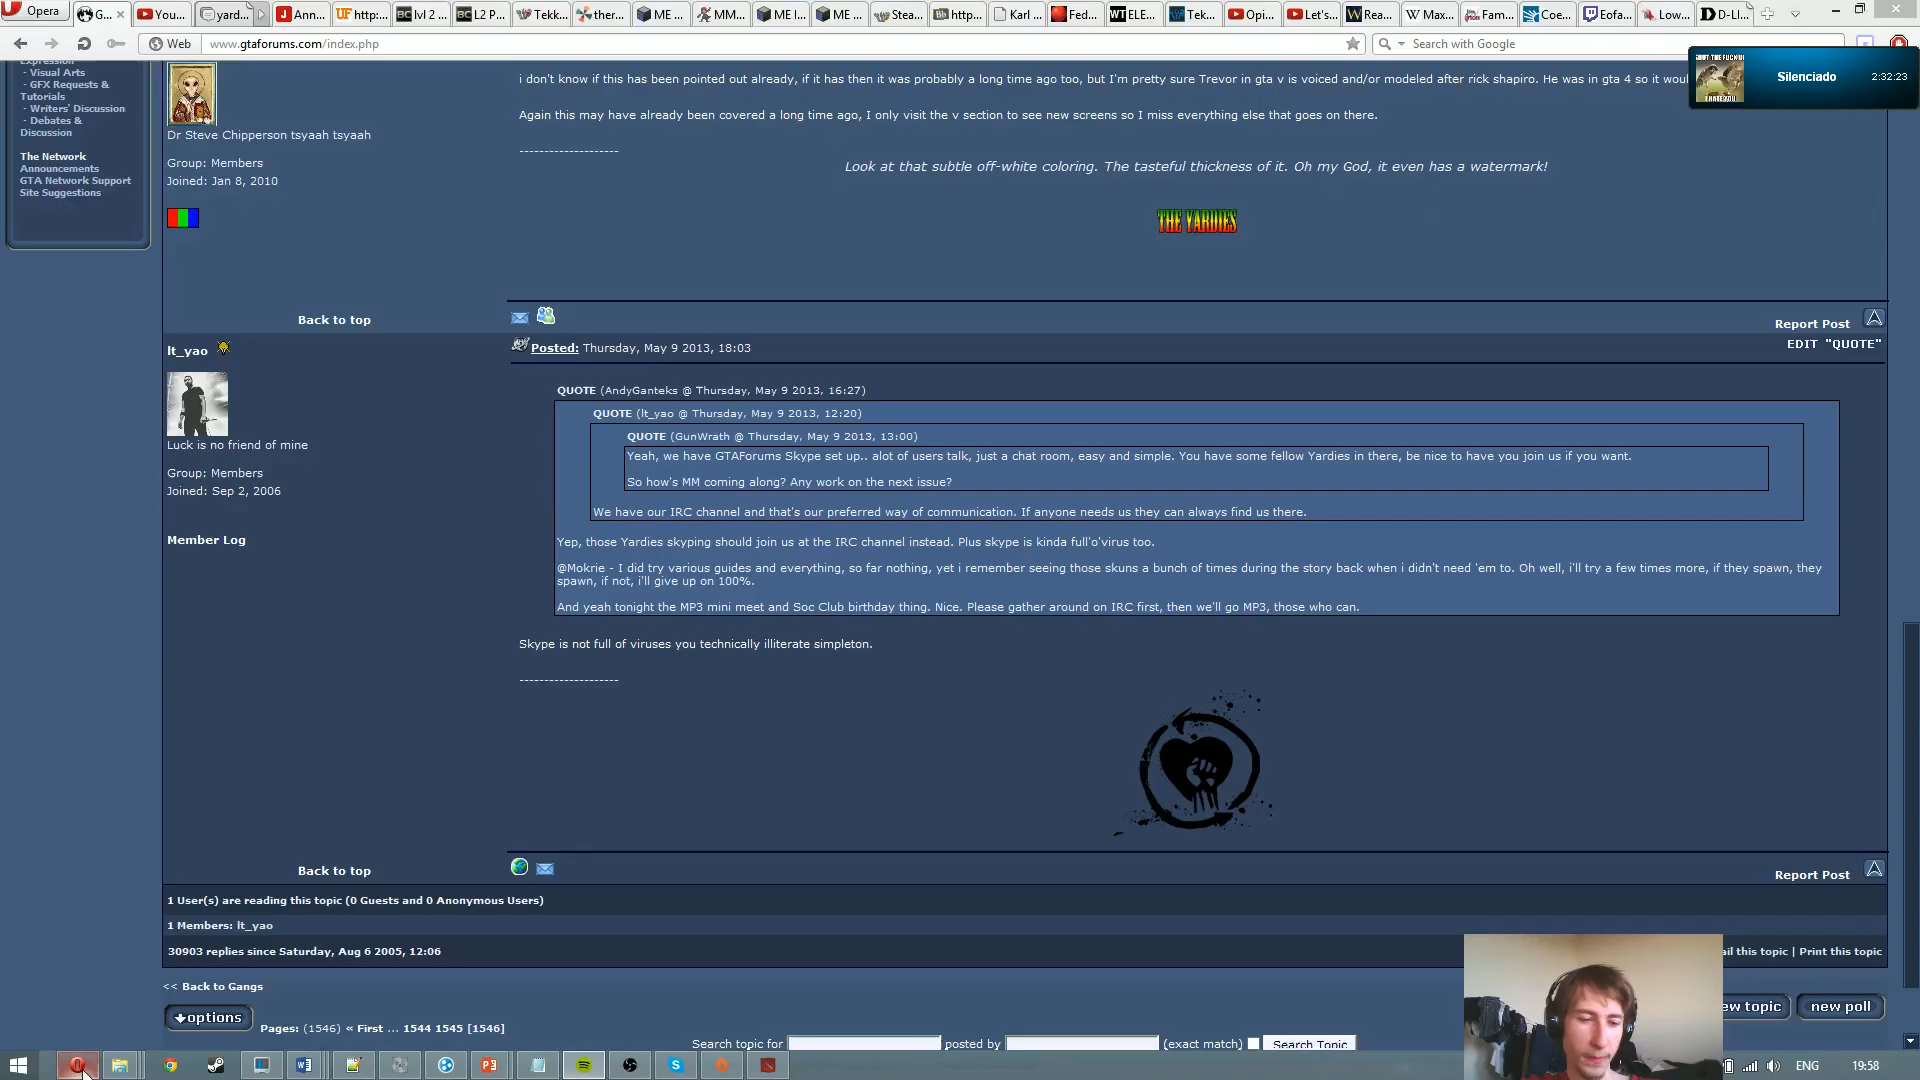 Opera
G...
You...
yard...
Ann...
http:...
lvl 2 ...
L2 P...
Tekk...
ther...
ME ...
MM...
ME I...
ME ...
Stea...
http...
Karl ...
Fed...
ELE...
Tek...
Opi...
Let's...
Rea...
Max...
Fam...
Coe...
Eofa...
Low...
D-LI...
Web
www.gtaforums.com/index.php
Search with Google
Silenciado
2:32:23
Expression
- Visual Arts
- GFX Requests &
Tutorials
- Writers' Discussion
- Debates &
Discussion
The Network
Announcements
GTA Network Support
Site Suggestions
Dr Steve Chipperson tsyaah tsyaah
Group: Members
Joined: Jan 8, 2010
i don't know if this has been pointed out already, if it has then it was probably a long time ago too, but I'm pretty sure Trevor in gta v is voiced and/or modeled after rick shapiro. He was in gta 4 so it wou
Again this may have already been covered a long time ago, I only visit the v section to see new screens so I miss everything else that goes on there.
--------------------
Look at that subtle off-white coloring. The tasteful thickness of it. Oh my God, it even has a watermark!
THE YARDIES
Back to top
Report Post
lt_yao
Posted: Thursday, May 9 2013, 18:03
EDIT "QUOTE"
Luck is no friend of mine
Group: Members
Joined: Sep 2, 2006
Member Log
QUOTE (AndyGanteks @ Thursday, May 9 2013, 16:27)
QUOTE (lt_yao @ Thursday, May 9 2013, 12:20)
QUOTE (GunWrath @ Thursday, May 9 2013, 13:00)
Yeah, we have GTAForums Skype set up.. alot of users talk, just a chat room, easy and simple. You have some fellow Yardies in there, be nice to have you join us if you want.
So how's MM coming along? Any work on the next issue?
We have our IRC channel and that's our preferred way of communication. If anyone needs us they can always find us there.
Yep, those Yardies skyping should join us at the IRC channel instead. Plus skype is kinda full'o'virus too.
@Mokrie - I did try various guides and everything, so far nothing, yet i remember seeing those skuns a bunch of times during the story back when i didn't need 'em to. Oh well, i'll try a few times more, if they spawn, they
spawn, if not, i'll give up on 100%.
And yeah tonight the MP3 mini meet and Soc Club birthday thing. Nice. Please gather around on IRC first, then we'll go MP3, those who can.
Skype is not full of viruses you technically illiterate simpleton.
--------------------
Back to top
Report Post
1 User(s) are reading this topic (0 Guests and 0 Anonymous Users)
1 Members: lt_yao
30903 replies since Saturday, Aug 6 2005, 12:06
ail this topic | Print this topic
<< Back to Gangs
options
Pages: (1546) « First ... 1544 1545 [1546]
ew topic
new poll
Search topic for
posted by
(exact match)
Search Topic
ENG
19:58